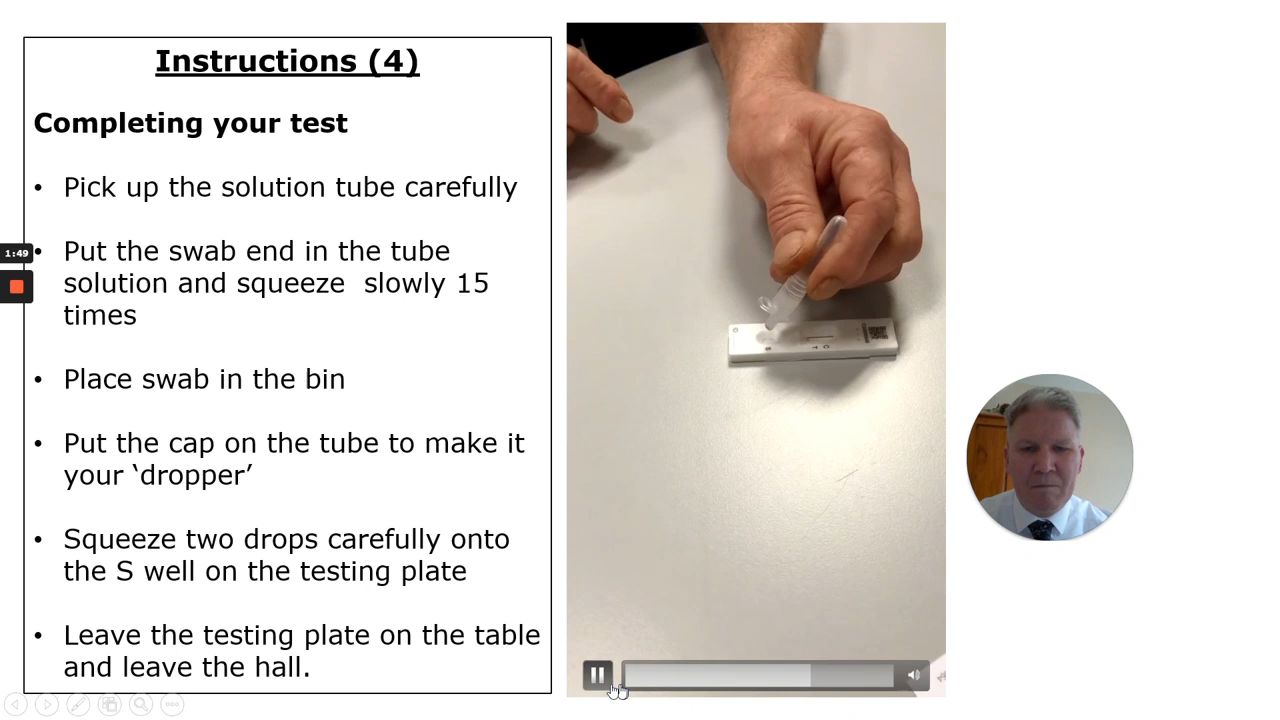 Instructions (4)
Completing your test
• Pick up the solution tube carefully
• Put the swab end in the tube
solution and squeeze  slowly 15
times
• Place swab in the bin
• Put the cap on the tube to make it
your ‘dropper’
• Squeeze two drops carefully onto
the S well on the testing plate
• Leave the testing plate on the table
and leave the hall.
1:49
T C